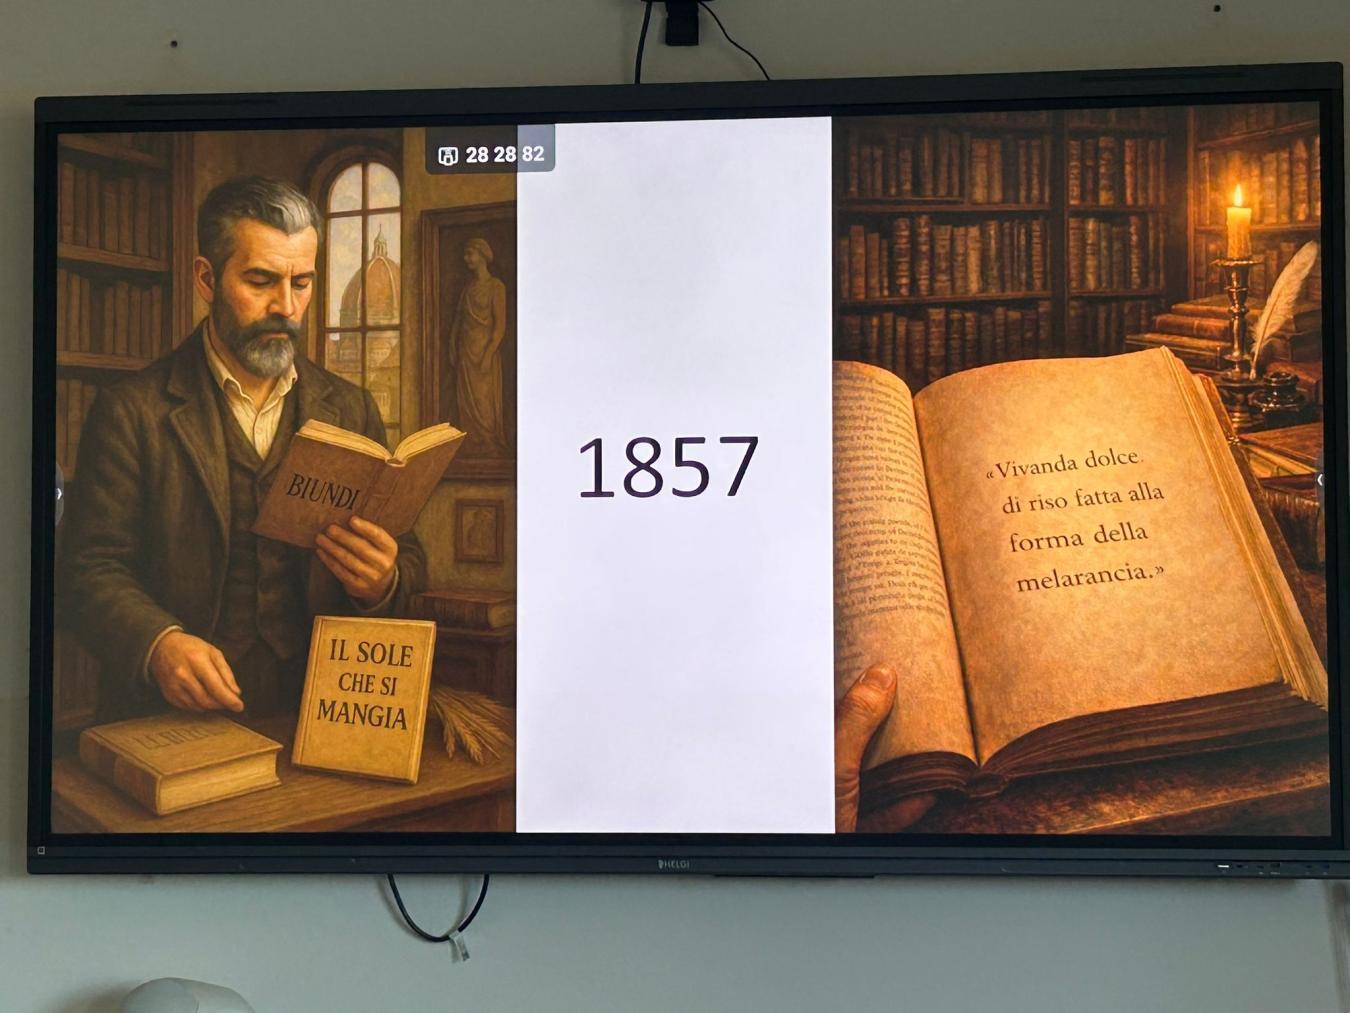 28 28 82
BIUNDI
IL SOLE
CHE SI
MANGIA
1857
«Vivanda dolce.
di riso fatta alla
forma della
melarancia.»
HELGI